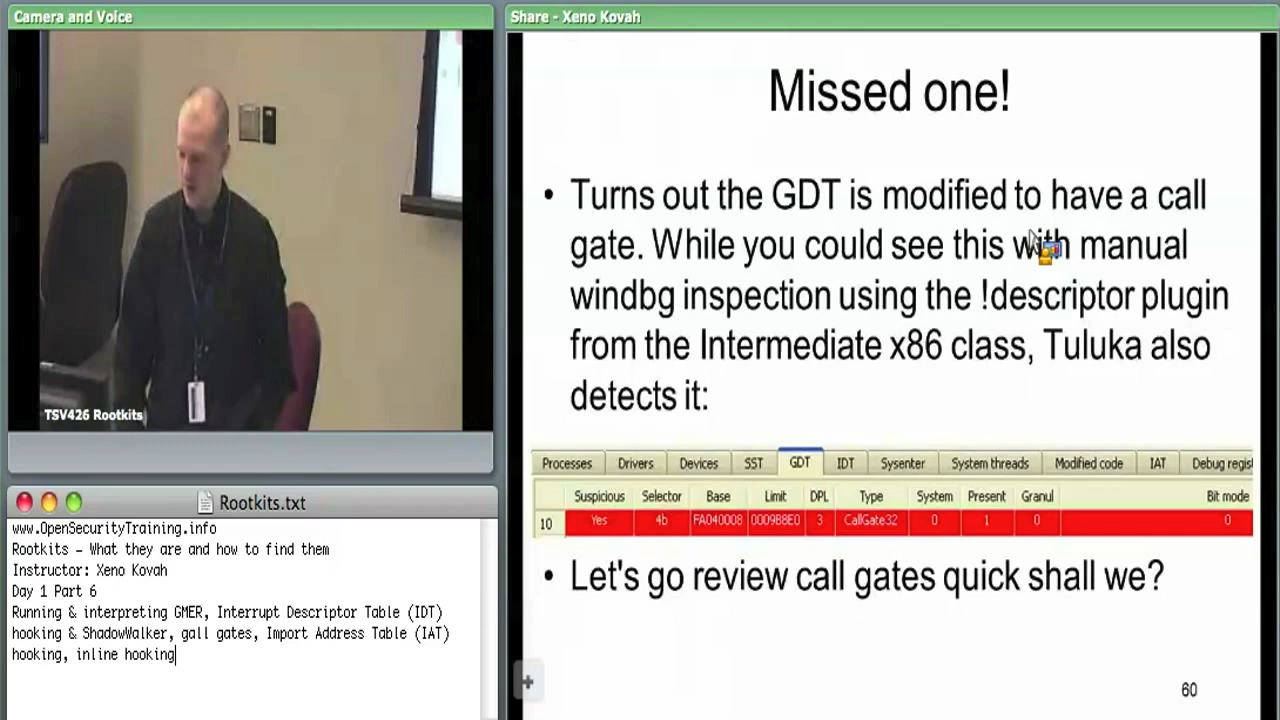 Camera and Voice
TSV426 Rootkits
Rootkits.txt
www.OpenSecurityTraining.info
Rootkits – What they are and how to find them
Instructor: Xeno Kovah
Day 1 Part 6
Running & interpreting GMER, Interrupt Descriptor Table (IDT)
hooking & ShadowWalker, gall gates, Import Address Table (IAT)
hooking, inline hooking
Share - Xeno Kovah
Missed one!
• Turns out the GDT is modified to have a call
gate. While you could see this with manual
windbg inspection using the !descriptor plugin
from the Intermediate x86 class, Tuluka also
detects it:
Processes Drivers Devices SST GDT IDT Sysenter System threads Modified code IAT Debug regist
Suspicious Selector Base Limit DPL Type System Present Granul Bit mode
10 Yes 4b FA040008 0009B8E0 3 CallGate32 0 1 0 0
• Let's go review call gates quick shall we?
60